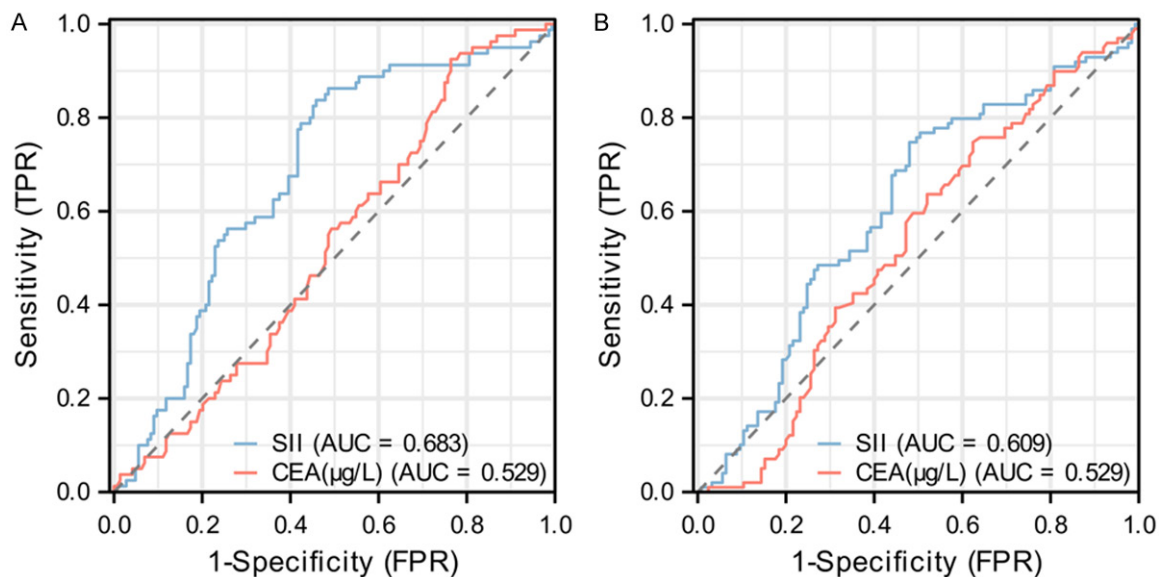 A
Sensitivity (TPR)
1.0
0.8
0.6
0.4
0.2
0.0
SII (AUC = 0.683)
CEA(μg/L) (AUC = 0.529)
0.0 0.2 0.4 0.6 0.8 1.0
1-Specificity (FPR)
B
Sensitivity (TPR)
1.0
0.8
0.6
0.4
0.2
0.0
SII (AUC = 0.609)
CEA(μg/L) (AUC = 0.529)
0.0 0.2 0.4 0.6 0.8 1.0
1-Specificity (FPR)